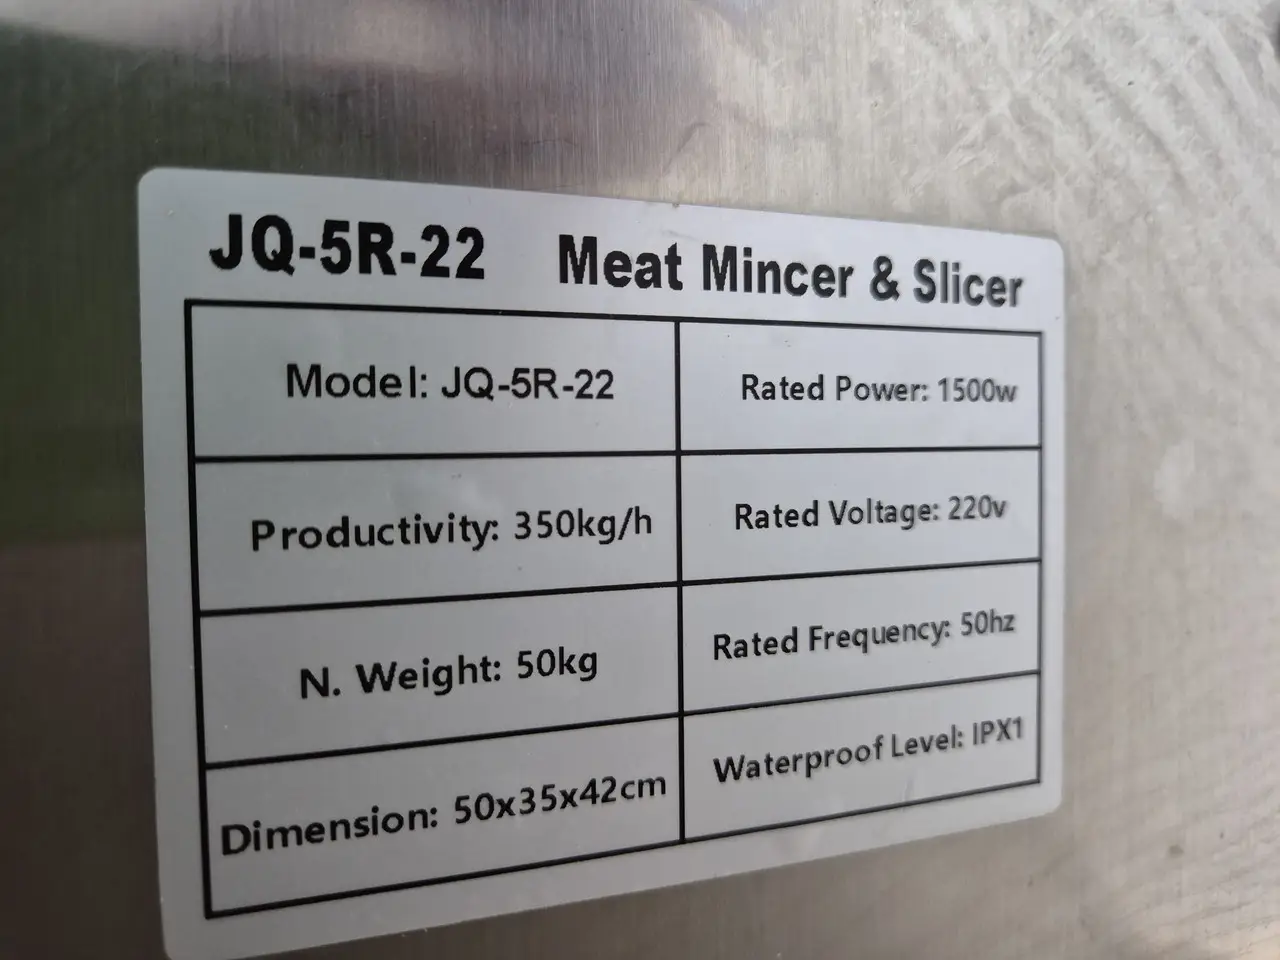 JQ-5R-22 Meat Mincer & Slicer
Model: JQ-5R-22
Rated Power: 1500w
Productivity: 350kg/h
Rated Voltage: 220v
N. Weight: 50kg
Rated Frequency: 50hz
Dimension: 50x35x42cm
Waterproof Level: IPX1